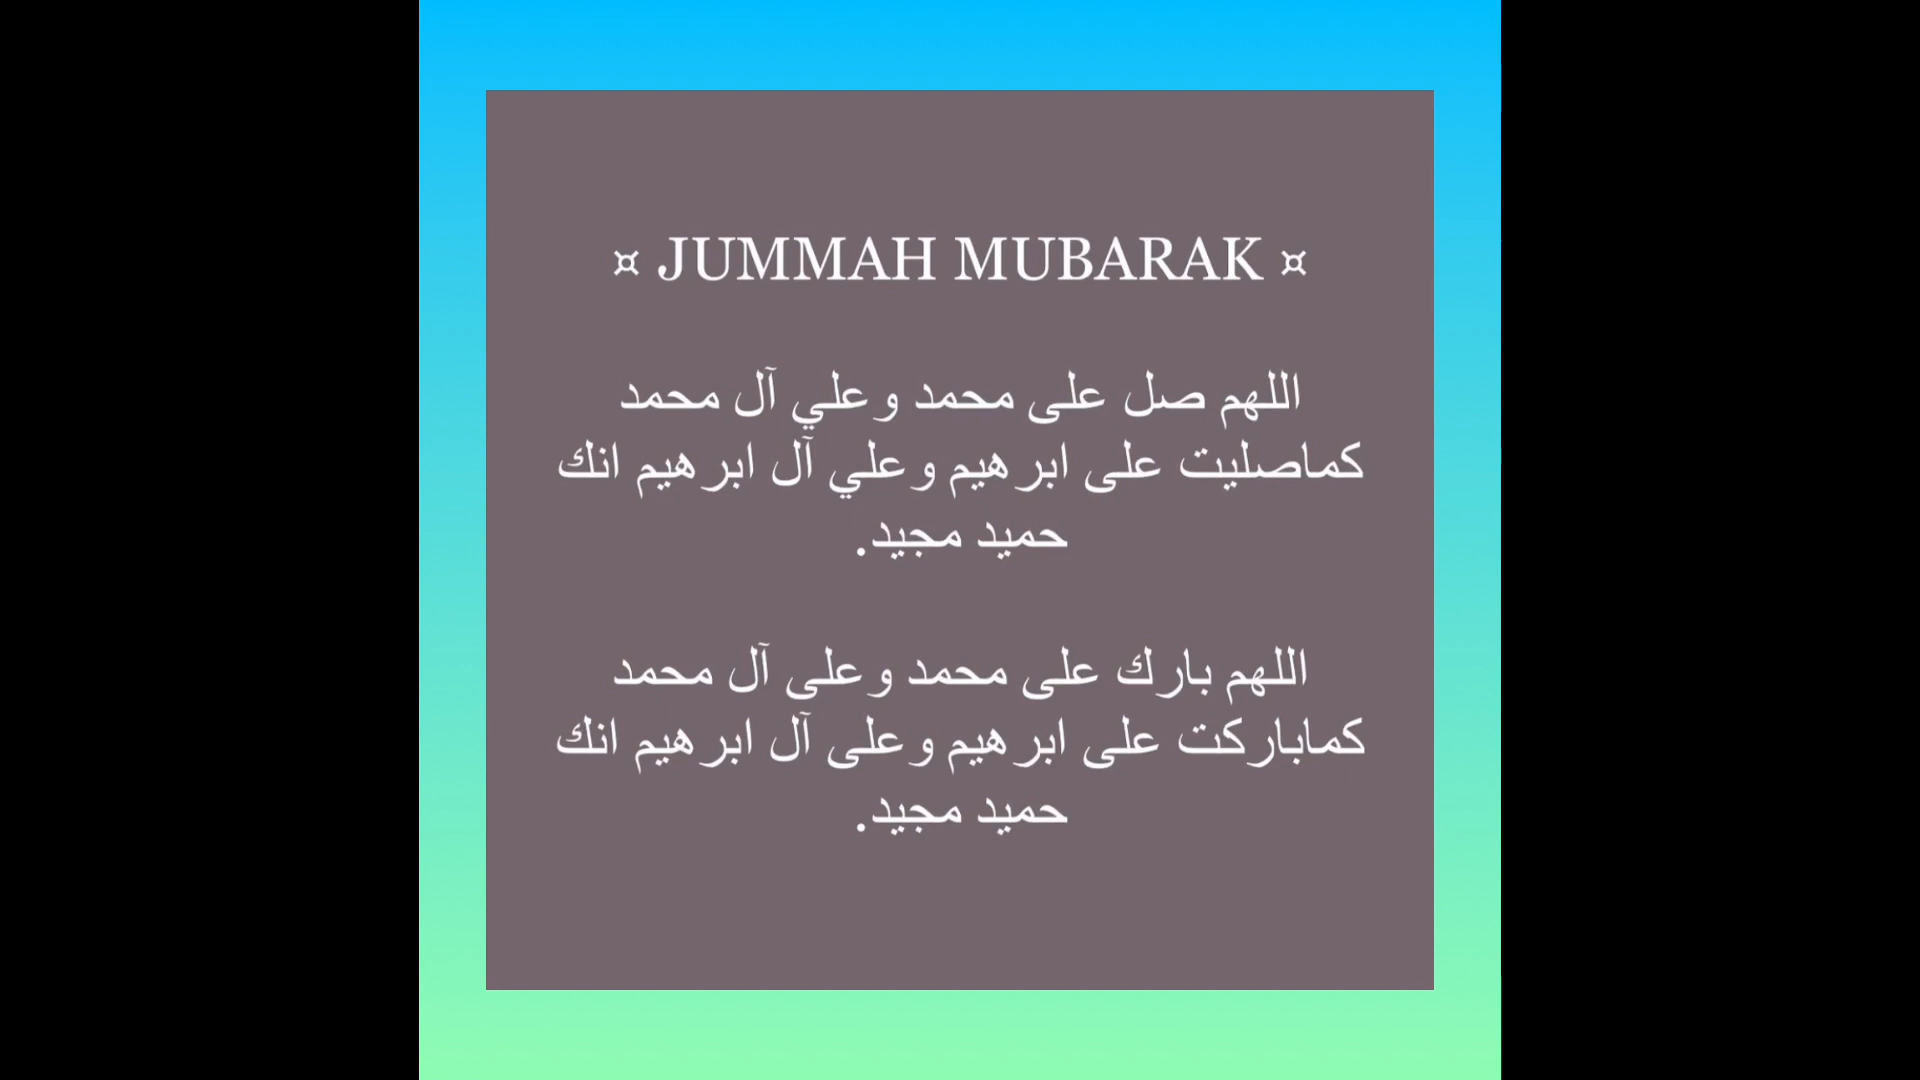 ¤ JUMMAH MUBARAK ¤
اللهم صل على محمد وعلي آل محمد
كماصليت على ابرهيم وعلي آل ابرهيم انك
حميد مجيد.
اللهم بارك على محمد وعلى آل محمد
كماباركت على ابرهيم وعلى آل ابرهيم انك
حميد مجيد.